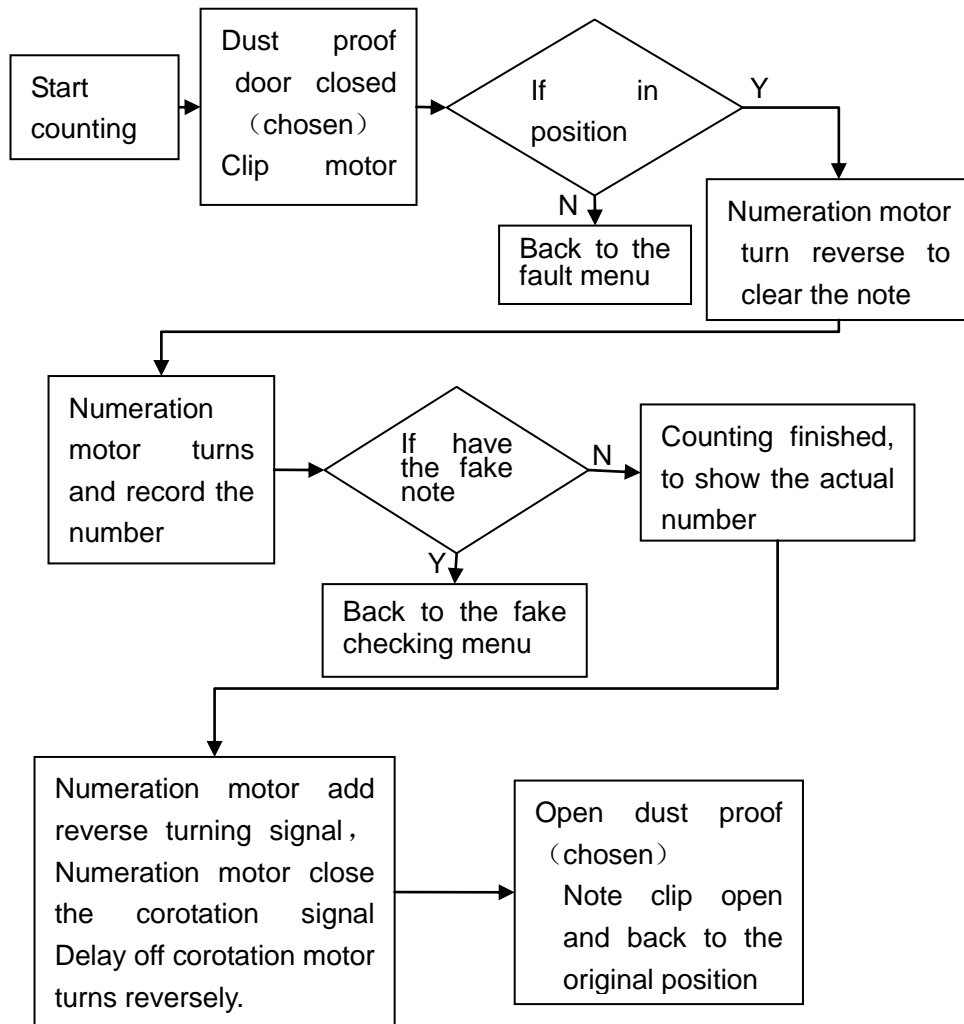 Start
counting
Dust proof
door closed
（chosen）
Clip motor
If in
position
Y
N
Back to the
fault menu
Numeration motor
turn reverse to
clear the note
Numeration
motor turns
and record the
number
If have
the fake
note
N
Y
Counting finished,
to show the actual
number
Back to the fake
checking menu
Numeration motor add
reverse turning signal，
Numeration motor close
the corotation signal
Delay off corotation motor
turns reversely.
Open dust proof
（chosen）
Note clip open
and back to the
original position